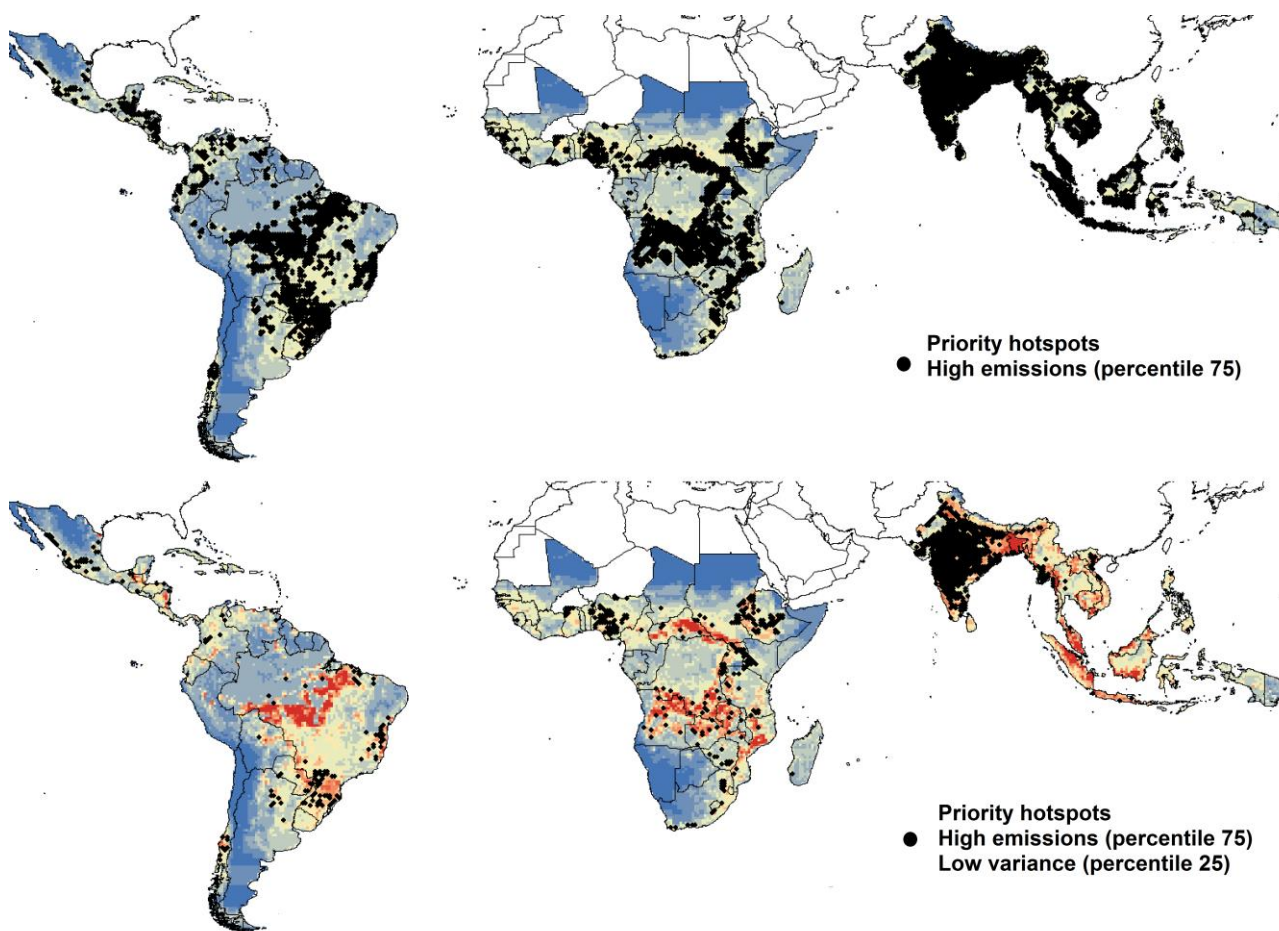 Priority hotspots
High emissions (percentile 75)
Priority hotspots
High emissions (percentile 75)
Low variance (percentile 25)